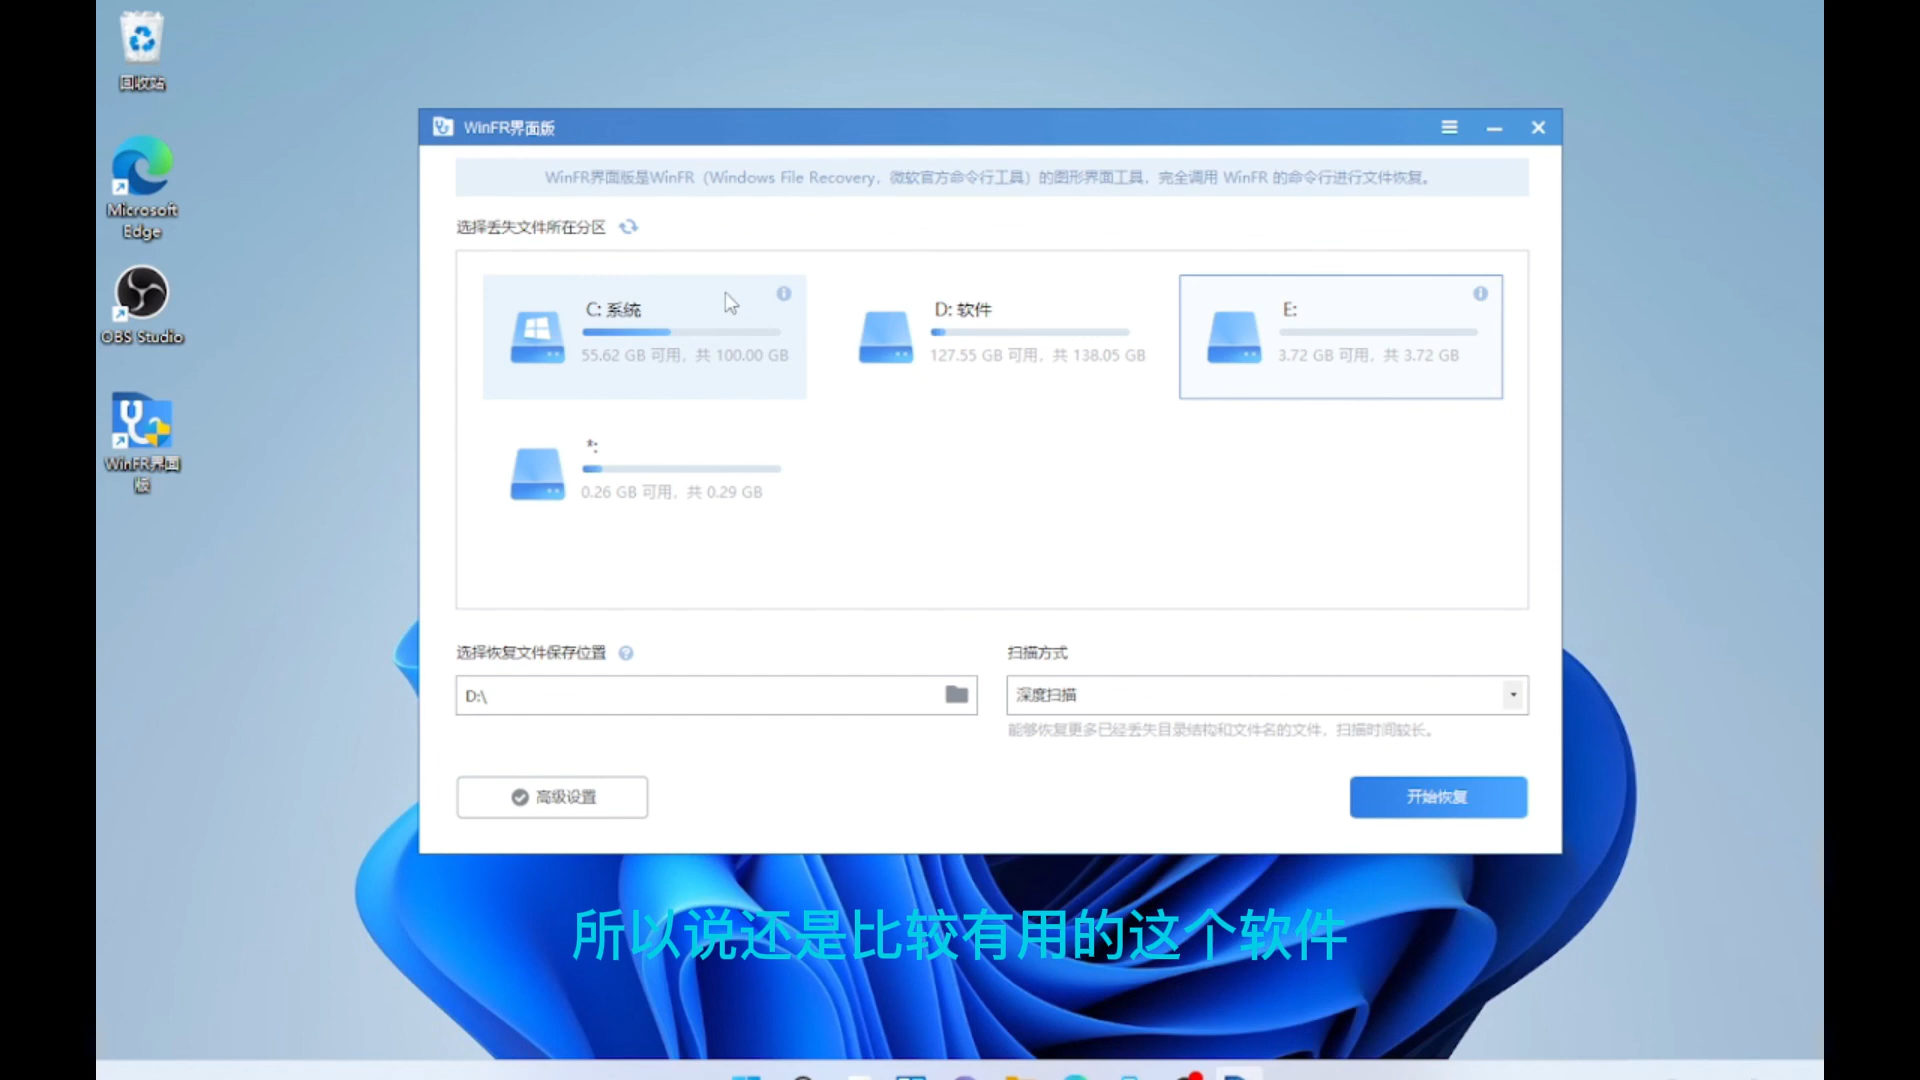 回收站
Microsoft
Edge
OBS Studio
WinFR界面
版
WinFR界面版
WinFR界面版是WinFR（Windows File Recovery，微软官方命令行工具）的图形界面工具，完全调用 WinFR 的命令行进行文件恢复。
选择丢失文件所在分区
C: 系统
55.62 GB 可用，共 100.00 GB
D: 软件
127.55 GB 可用，共 138.05 GB
E:
3.72 GB 可用，共 3.72 GB
*:
0.26 GB 可用，共 0.29 GB
选择恢复文件保存位置
D:\
扫描方式
深度扫描
能够恢复更多已经丢失目录结构和文件名的文件，扫描时间较长。
高级设置
开始恢复
所以说还是比较有用的这个软件